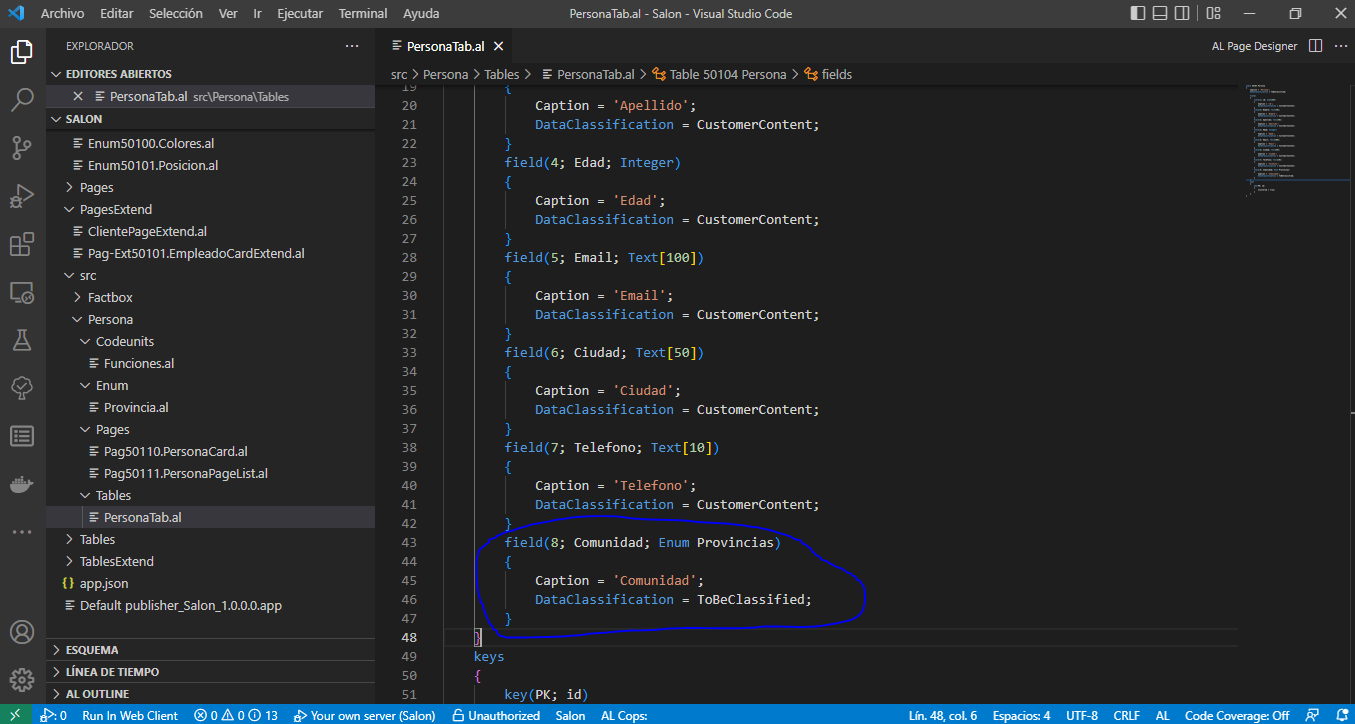 Archivo Editar Selección Ver Ir Ejecutar Terminal Ayuda
PersonaTab.al - Salon - Visual Studio Code
EXPLORADOR
EDITORES ABIERTOS
PersonaTab.al src\Persona\Tables
SALON
Enum50100.Colores.al
Enum50101.Posicion.al
Pages
PagesExtend
ClientePageExtend.al
Pag-Ext50101.EmpleadoCardExtend.al
src
Factbox
Persona
Codeunits
Funciones.al
Enum
Provincia.al
Pages
Pag50110.PersonaCard.al
Pag50111.PersonaPageList.al
Tables
PersonaTab.al
Tables
TablesExtend
{} app.json
Default publisher_Salon_1.0.0.0.app
ESQUEMA
LÍNEA DE TIEMPO
AL OUTLINE
PersonaTab.al
AL Page Designer
src > Persona > Tables > PersonaTab.al > Table 50104 Persona > fields
19 {
20 Caption = 'Apellido';
21 DataClassification = CustomerContent;
22 }
23 field(4; Edad; Integer)
24 {
25 Caption = 'Edad';
26 DataClassification = CustomerContent;
27 }
28 field(5; Email; Text[100])
29 {
30 Caption = 'Email';
31 DataClassification = CustomerContent;
32 }
33 field(6; Ciudad; Text[50])
34 {
35 Caption = 'Ciudad';
36 DataClassification = CustomerContent;
37 }
38 field(7; Telefono; Text[10])
39 {
40 Caption = 'Telefono';
41 DataClassification = CustomerContent;
42 }
43 field(8; Comunidad; Enum Provincias)
44 {
45 Caption = 'Comunidad';
46 DataClassification = ToBeClassified;
47 }
48 }
49 keys
50 {
51 key(PK; id)
0 Run In Web Client 0 0 13 Your own server (Salon) Unauthorized Salon AL Cops: Lín. 48, col. 6 Espacios: 4 UTF-8 CRLF AL Code Coverage: Off